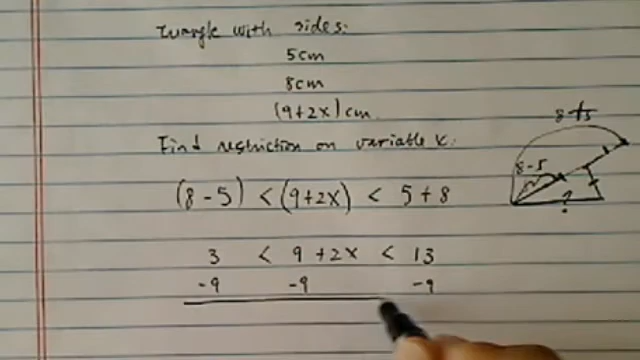 triangle with sides:
5cm
8cm
(9+2x) cm
8+5
Find restriction on variable x:
8-5
(8-5) < (9+2x) < 5+8
?
3 < 9+2x < 13
-9 -9 -9